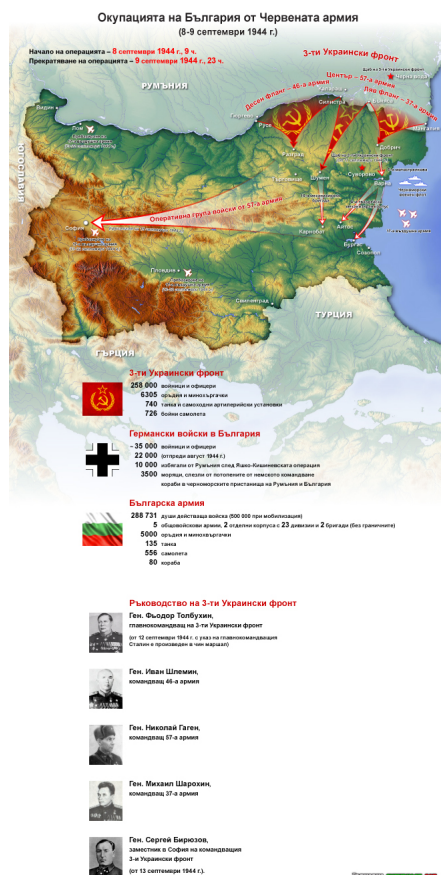 Окупацията на България от Червената армия
(8-9 септември 1944 г.)
Начало на операцията – 8 септември 1944 г., 9 ч.
Прекратяване на операцията – 9 септември 1944 г., 23 ч.
3-ти Украински фронт
Център – 57-а армия
Десен фланг – 46-а армия
Ляв фланг – 37-а армия
РУМЪНИЯ
ЮГОСЛАВИЯ
Видин
Лом
Силистра
Русе
Мангалия
Разград
Добрич
Шумен
Суворово
Варна
Оперативна група войски от 57-а армия
София
Карнобат
Айтос
Бургас
Созопол
Пловдив
Свиленград
ТУРЦИЯ
ГЪРЦИЯ
3-ти Украински фронт
258 000 войници и офицери
6305 оръдия и минохвъргачки
740 танка и самоходни артилерийски установки
726 бойни самолета
Германски войски в България
~ 35 000 войници и офицери
22 000 (отпреди август 1944 г.)
10 000 избягали от Румъния след Яшко-Кишиневската операция
3500 моряци, слезли от потопените от немското командване
кораби в черноморските пристанища на Румъния и България
Българска армия
288 731 души действаща войска (500 000 при мобилизация)
5 общовойскови армии, 2 отделни корпуса с 23 дивизии и 2 бригади (без граничните)
5000 оръдия и минохвъргачки
135 танка
556 самолета
80 кораба
Ръководство на 3-ти Украински фронт
Ген. Фьодор Толбухин,
главнокомандващ на 3-ти Украински фронт
(от 12 септември 1944 г. с указ на главнокомандващия
Сталин е произведен в чин маршал)
Ген. Иван Шлемин,
командващ 46-а армия
Ген. Николай Гаген,
командващ 57-а армия
Ген. Михаил Шарохин,
командващ 37-а армия
Ген. Сергей Бирюзов,
заместник в София на командващия
3-и Украински фронт
(от 13 септември 1944 г.).